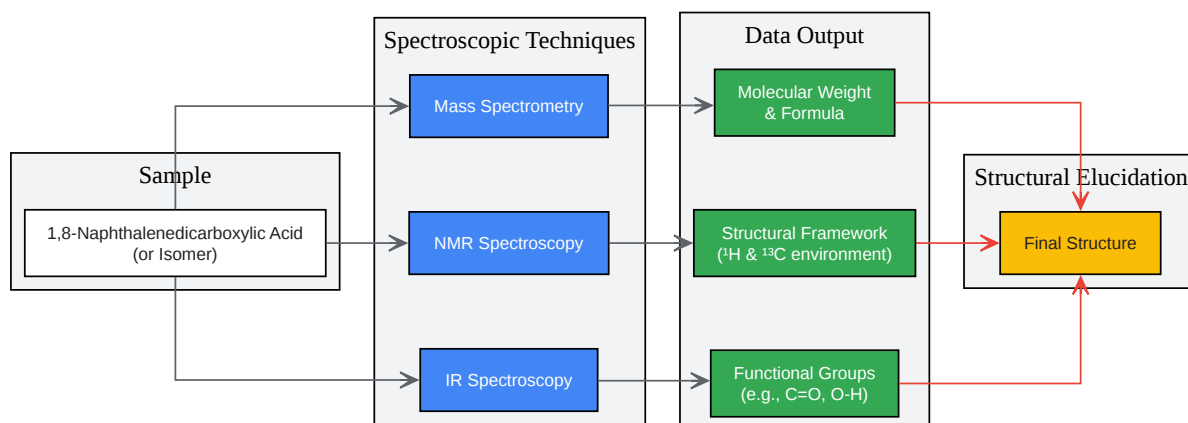 Spectroscopic Techniques
Data Output
Mass Spectrometry
Molecular Weight
& Formula
Sample
Structural Elucidation
1,8-Naphthalenedicarboxylic Acid
(or Isomer)
NMR Spectroscopy
Structural Framework
(¹H & ¹³C environment)
Final Structure
IR Spectroscopy
Functional Groups
(e.g., C=O, O-H)